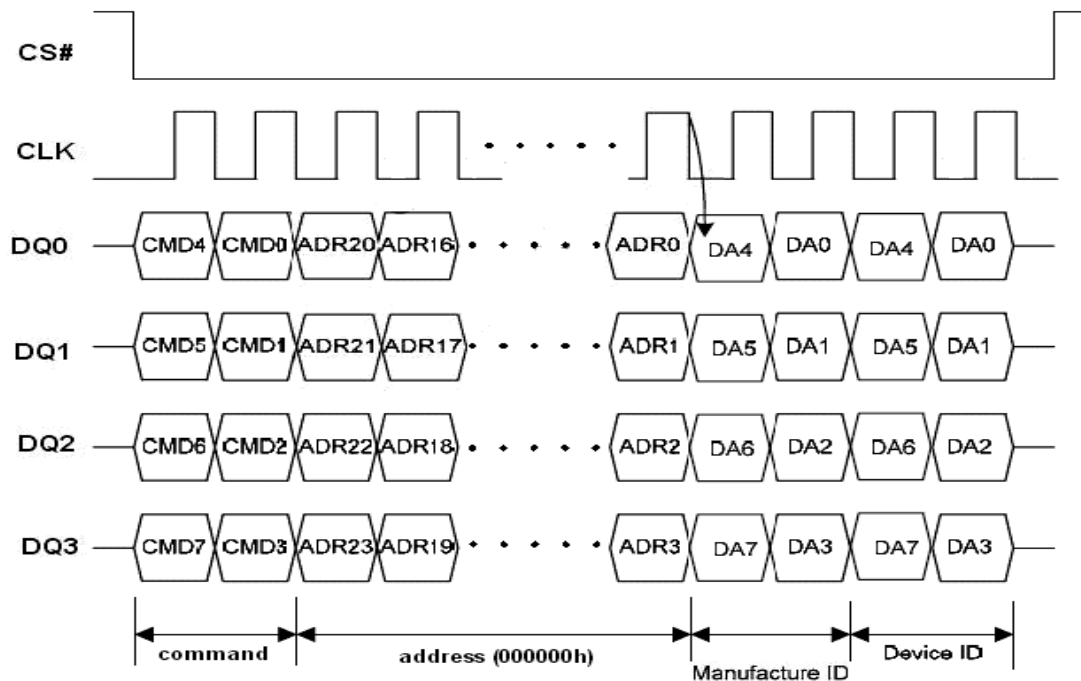 CS#
CLK
DQ0 CMD4 CMD0 ADR20 ADR16 ADR0 DA4 DA0 DA4 DA0
DQ1 CMD5 CMD1 ADR21 ADR17 ADR1 DA5 DA1 DA5 DA1
DQ2 CMD6 CMD2 ADR22 ADR18 ADR2 DA6 DA2 DA6 DA2
DQ3 CMD7 CMD3 ADR23 ADR19 ADR3 DA7 DA3 DA7 DA3
command address (000000h) Manufacture ID Device ID